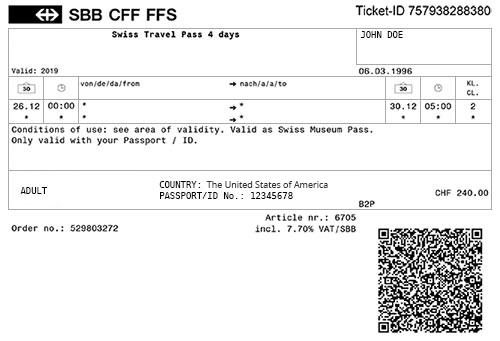 SBB CFF FFS
Ticket-ID 757938288380
Swiss Travel Pass 4 days
JOHN DOE
Valid: 2019
06.03.1996
30 von/de/da/from → nach/a/a/to 30 KL. CL.
26.12 00:00 * → * 30.12 05:00 2
* * * → * * * *
Conditions of use: see area of validity. Valid as Swiss Museum Pass.
Only valid with your Passport / ID.
ADULT
COUNTRY: The United States of America
PASSPORT/ID No.: 12345678
CHF 240.00
B2P
Article nr.: 6705
Order no.: 529803272
incl. 7.70% VAT/SBB